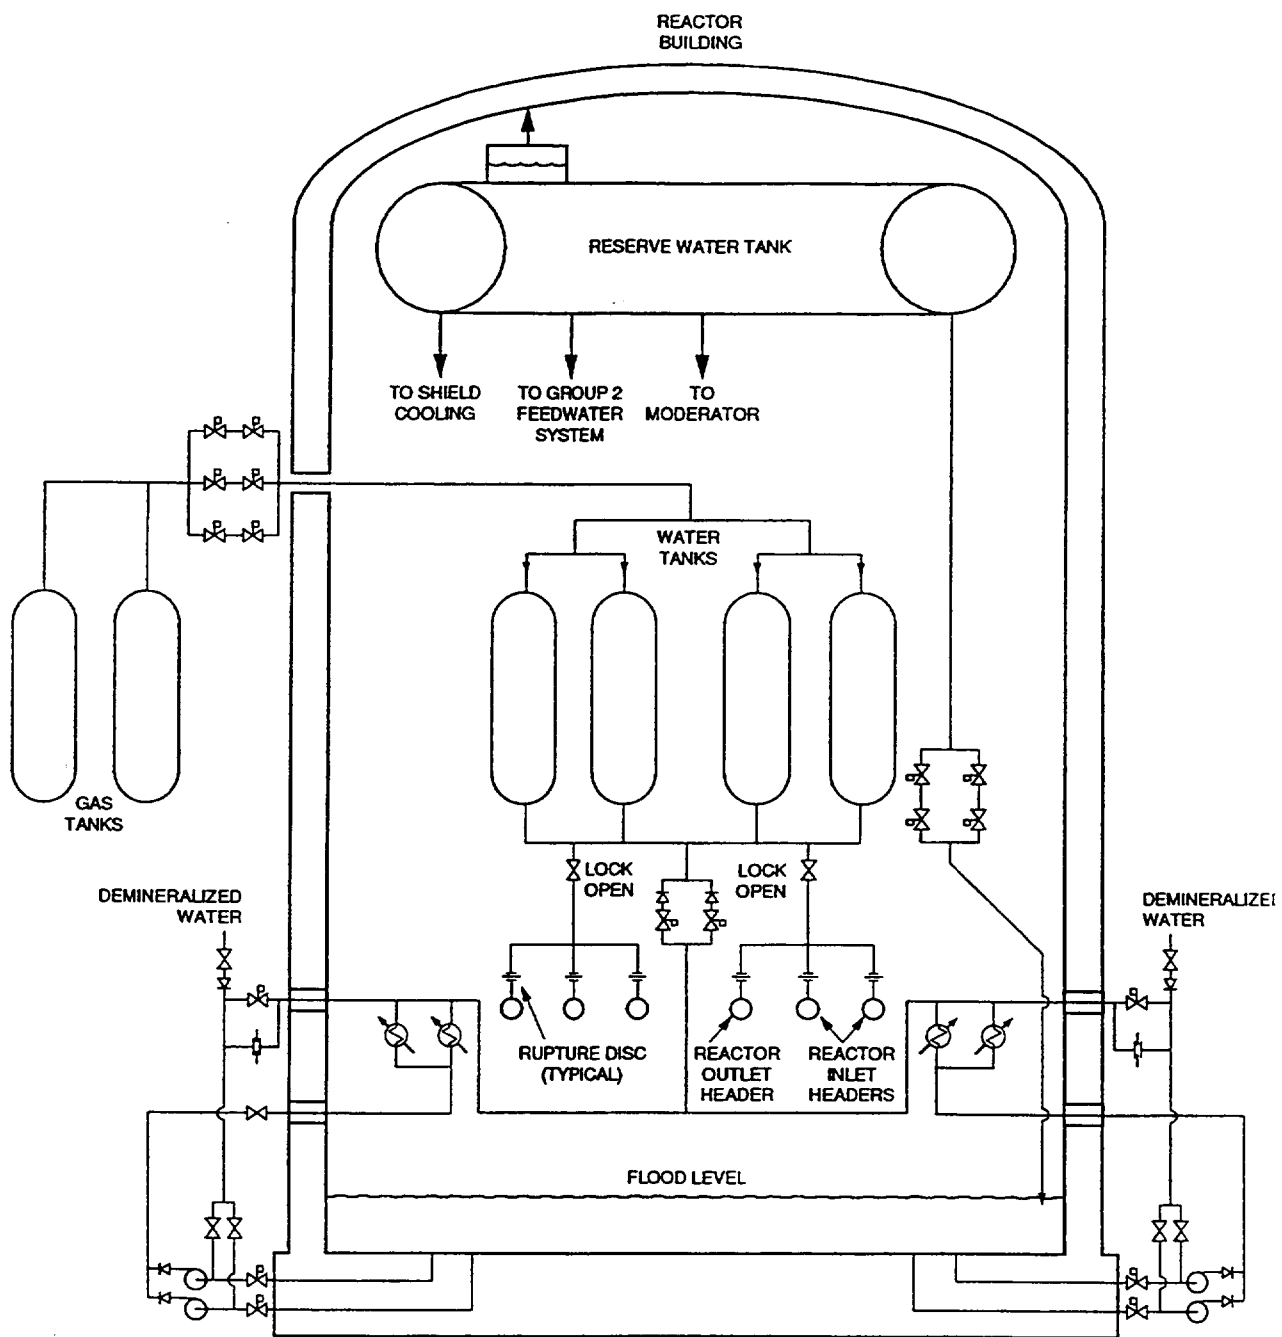 REACTOR
BUILDING
RESERVE WATER TANK
TO SHIELD
COOLING
TO GROUP 2
FEEDWATER
SYSTEM
TO
MODERATOR
WATER
TANKS
GAS
TANKS
LOCK
OPEN
LOCK
OPEN
DEMINERALIZED
WATER
DEMINERALIZE
WATER
RUPTURE DISC
(TYPICAL)
REACTOR
OUTLET
HEADER
REACTOR
INLET
HEADERS
FLOOD LEVEL